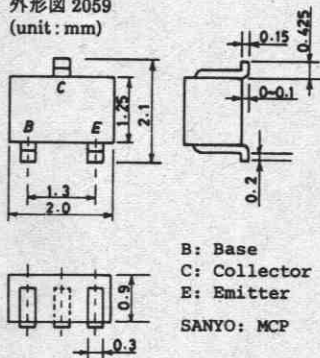 外形図 2059
(unit : mm)
C
B
E
1.25
2.1
1.3
2.0
0.15
0.425
0~0.1
0.2
0.9
0.3
B: Base
C: Collector
E: Emitter
SANYO: MCP